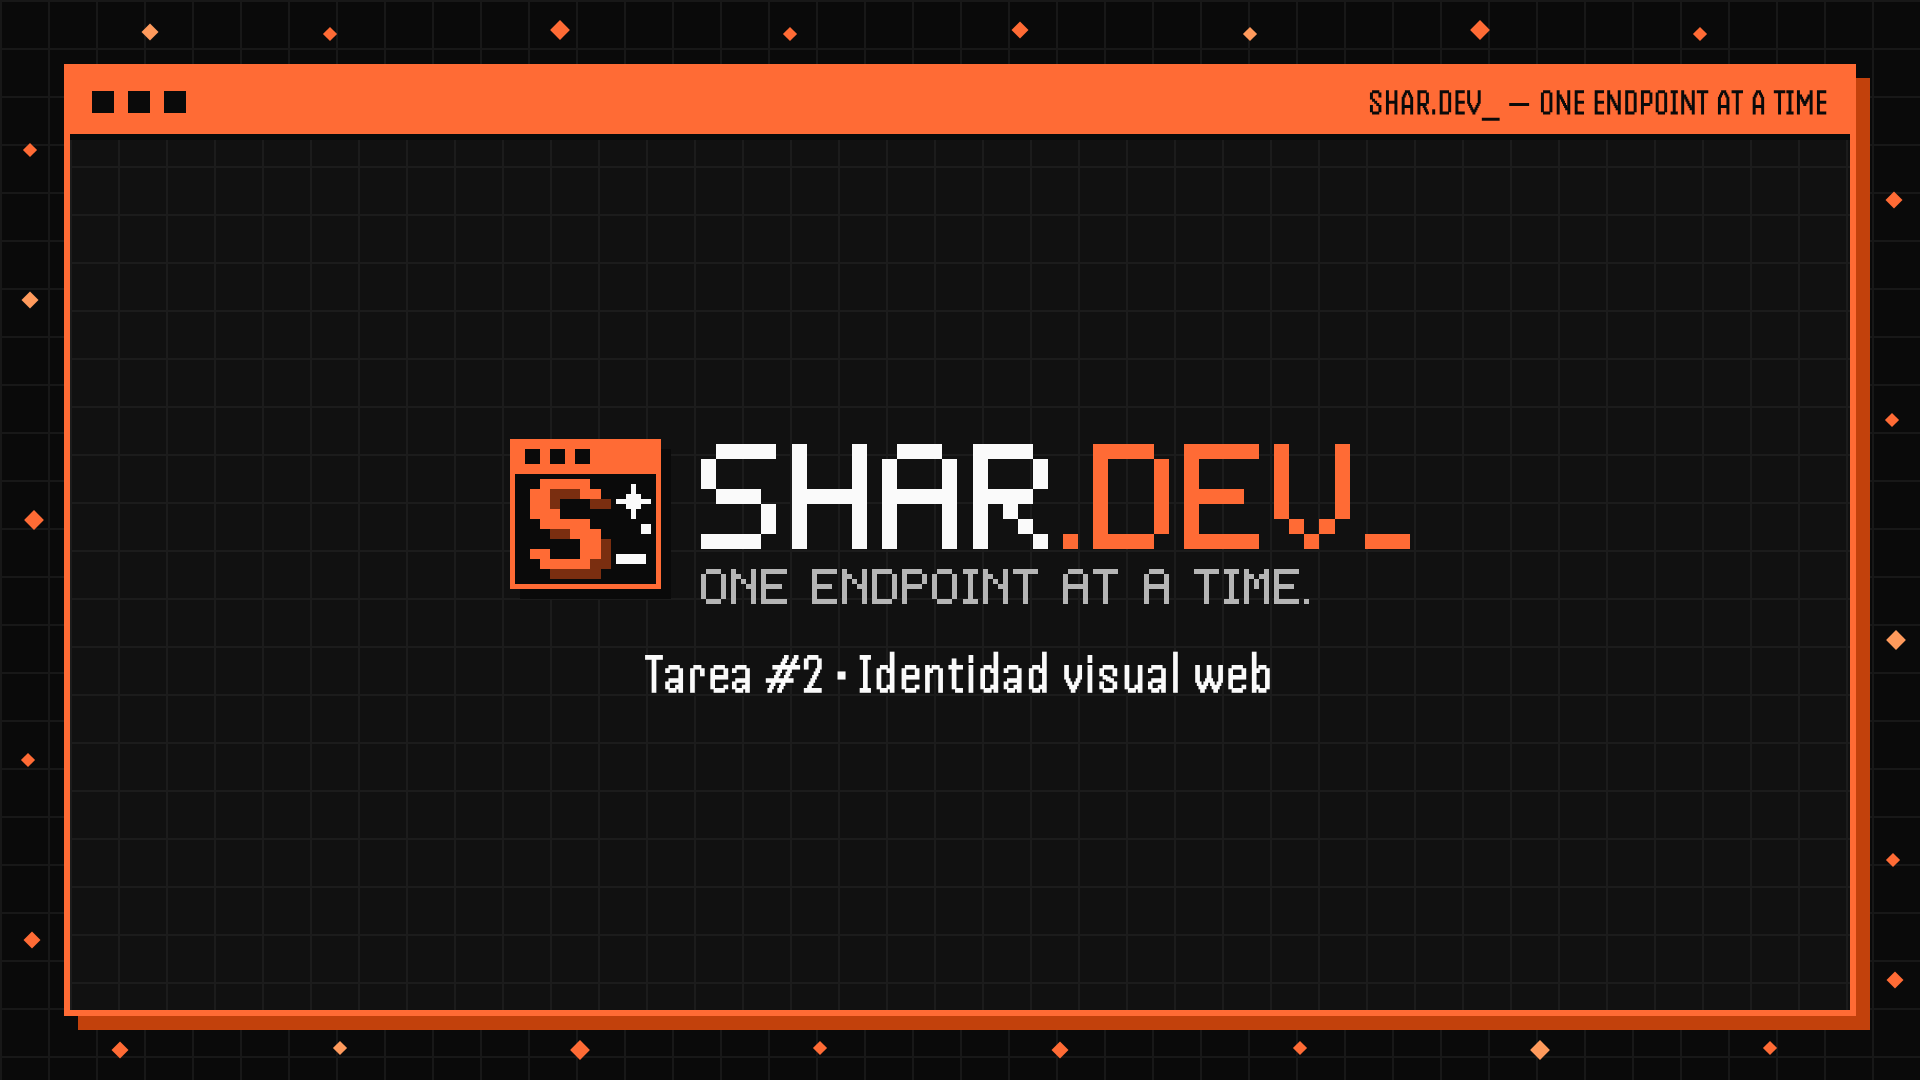 SHAR.DEV_ — ONE ENDPOINT AT A TIME
S
SHAR.DEV_
ONE ENDPOINT AT A TIME.
Tarea #2 · Identidad visual web